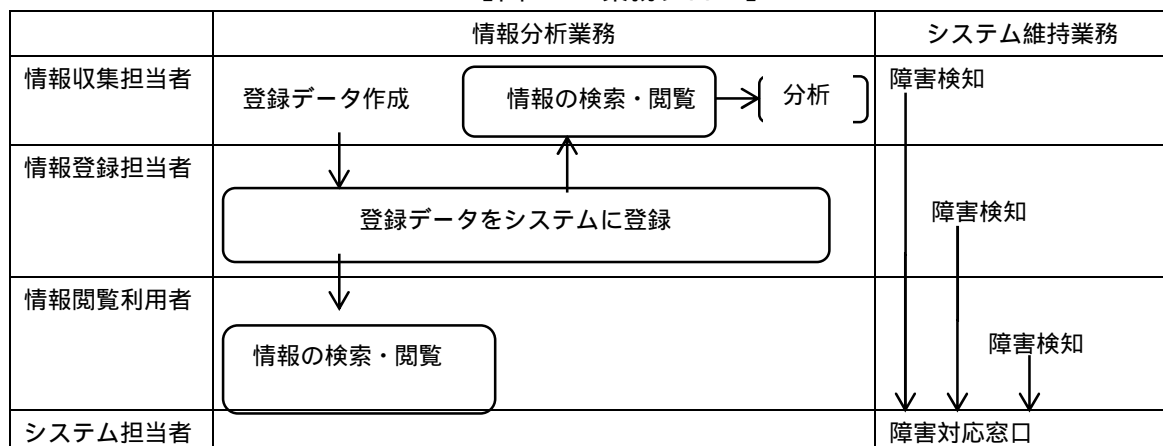 情報分析業務 システム維持業務
情報収集担当者 登録データ作成 情報の検索・閲覧 分析 障害検知
情報登録担当者 登録データをシステムに登録 障害検知
情報閲覧利用者 情報の検索・閲覧 障害検知
システム担当者 障害対応窓口